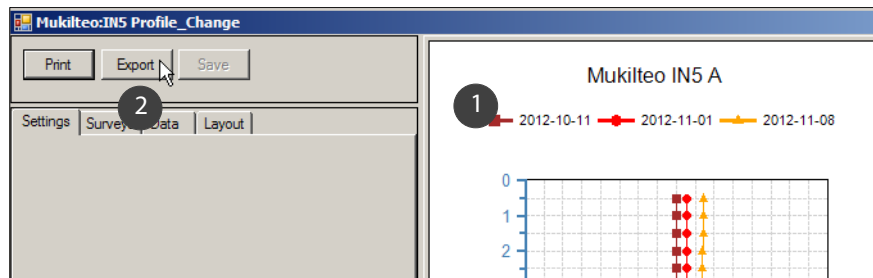 Mukilteo:IN5 Profile_Change
Print Export Save
2
Settings Surveys Data Layout
Mukilteo IN5 A
1
2012-10-11 2012-11-01 2012-11-08
0
1
2